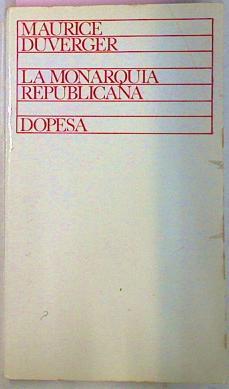 MAURICE
DUVERGER
LA MONARQUIA
REPUBLICANA
DOPESA